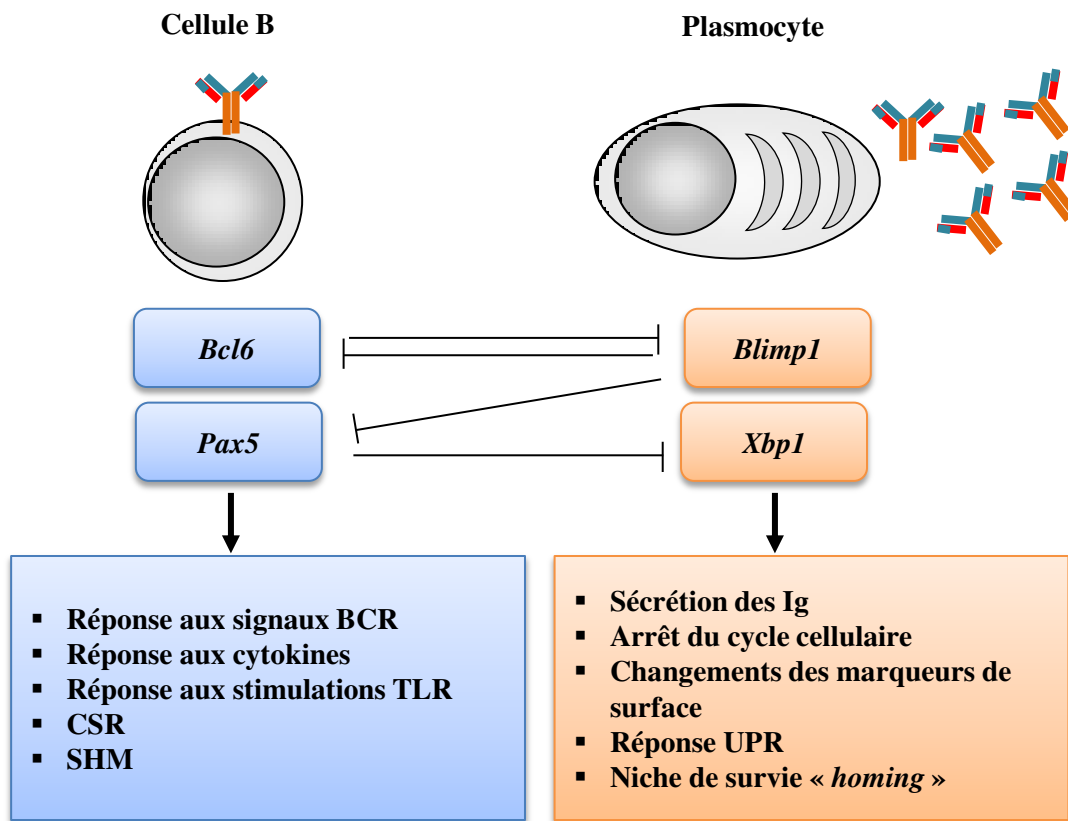 Cellule B
Plasmocyte
Bcl6
Blimp1
Pax5
Xbp1
▪ Réponse aux signaux BCR
▪ Réponse aux cytokines
▪ Réponse aux stimulations TLR
▪ CSR
▪ SHM
▪ Sécrétion des Ig
▪ Arrêt du cycle cellulaire
▪ Changements des marqueurs de
surface
▪ Réponse UPR
▪ Niche de survie « homing »